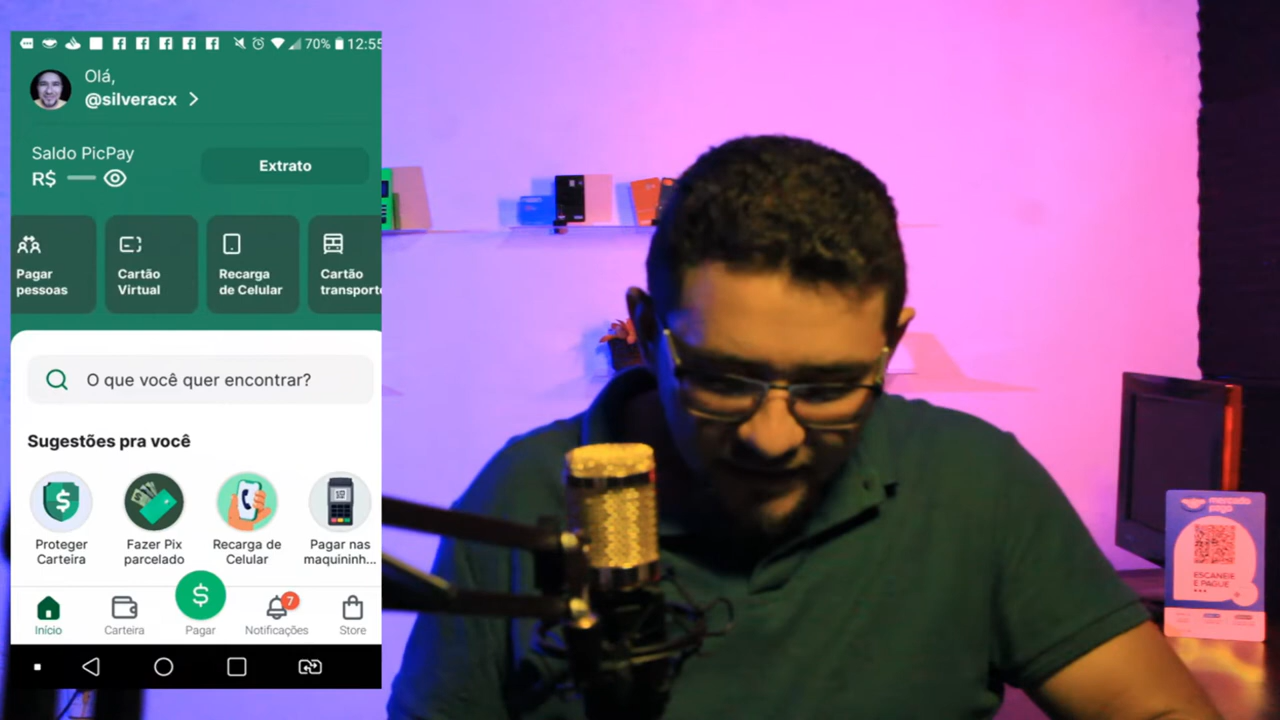 70% 12:55
Olá,
@silveracx
Saldo PicPay
R$
Extrato
Pagar
pessoas
Cartão
Virtual
Recarga
de Celular
Cartão
transporte
O que você quer encontrar?
Sugestões pra você
Proteger
Carteira
Fazer Pix
parcelado
Recarga de
Celular
Pagar nas
maquininh...
Início
Carteira
Pagar
7
Notificações
Store
mercado
pago
ESCANEIE
E PAGUE